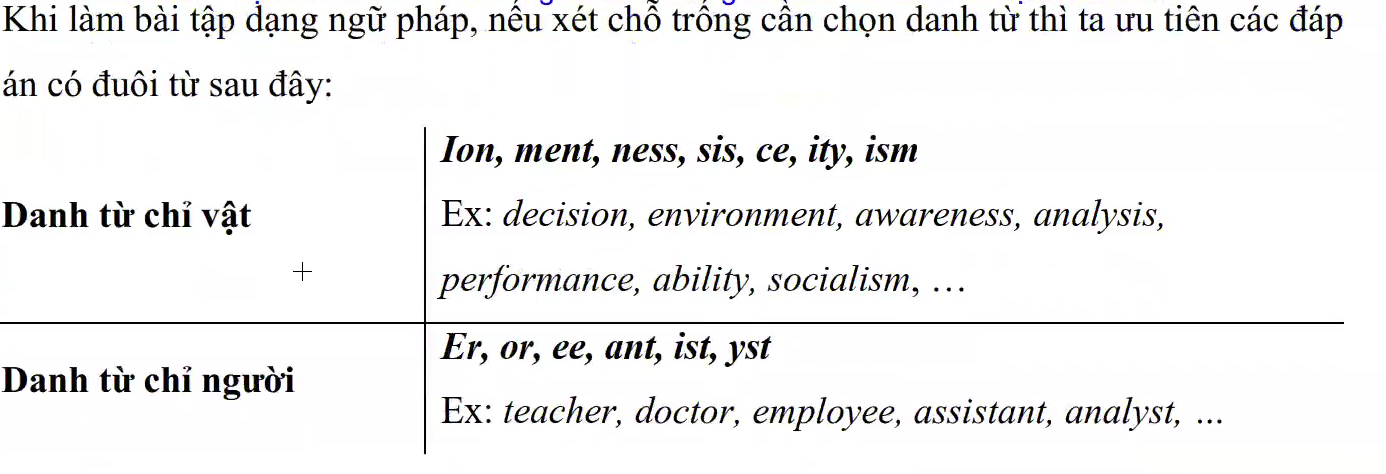 Khi làm bài tập dạng ngữ pháp, nếu xét chỗ trống cần chọn danh từ thì ta ưu tiên các đáp
án có đuôi từ sau đây:
Danh từ chỉ vật
Ion, ment, ness, sis, ce, ity, ism
Ex: decision, environment, awareness, analysis,
performance, ability, socialism, …
Danh từ chỉ người
Er, or, ee, ant, ist, yst
Ex: teacher, doctor, employee, assistant, analyst, ...